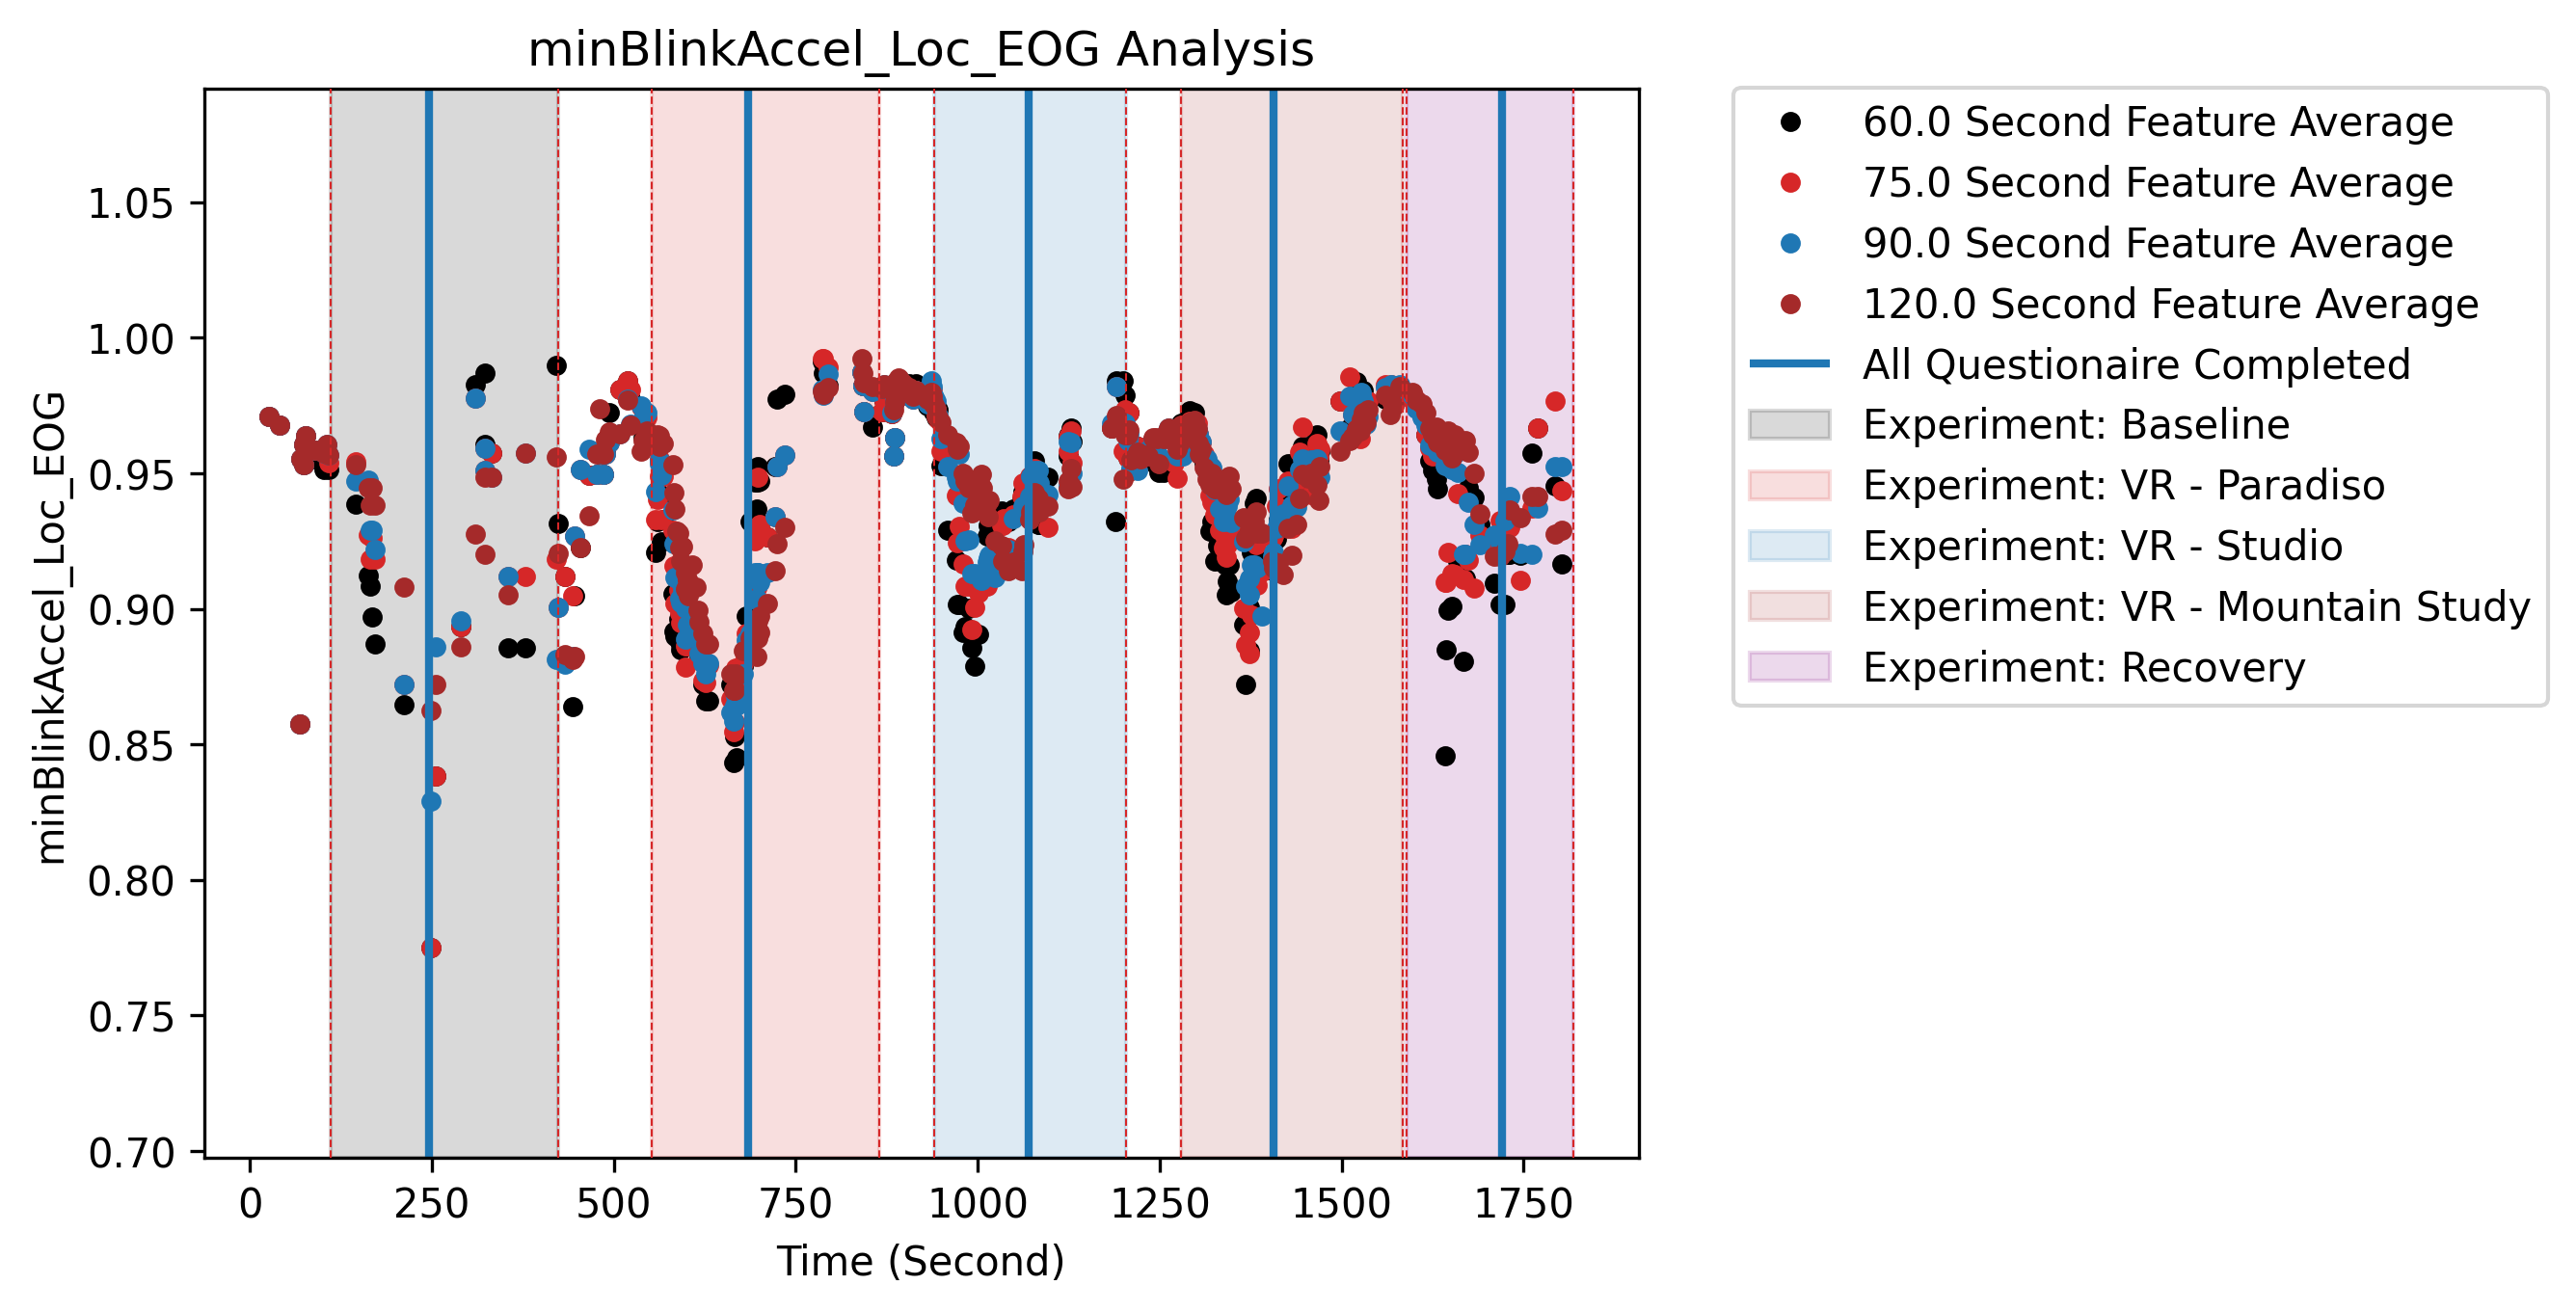 minBlinkAccel_Loc_EOG Analysis
minBlinkAccel_Loc_EOG
1.05
1.00
0.95
0.90
0.85
0.80
0.75
0.70
0
250
500
750
1000
1250
1500
1750
Time (Second)
60.0 Second Feature Average
75.0 Second Feature Average
90.0 Second Feature Average
120.0 Second Feature Average
All Questionaire Completed
Experiment: Baseline
Experiment: VR - Paradiso
Experiment: VR - Studio
Experiment: VR - Mountain Study
Experiment: Recovery